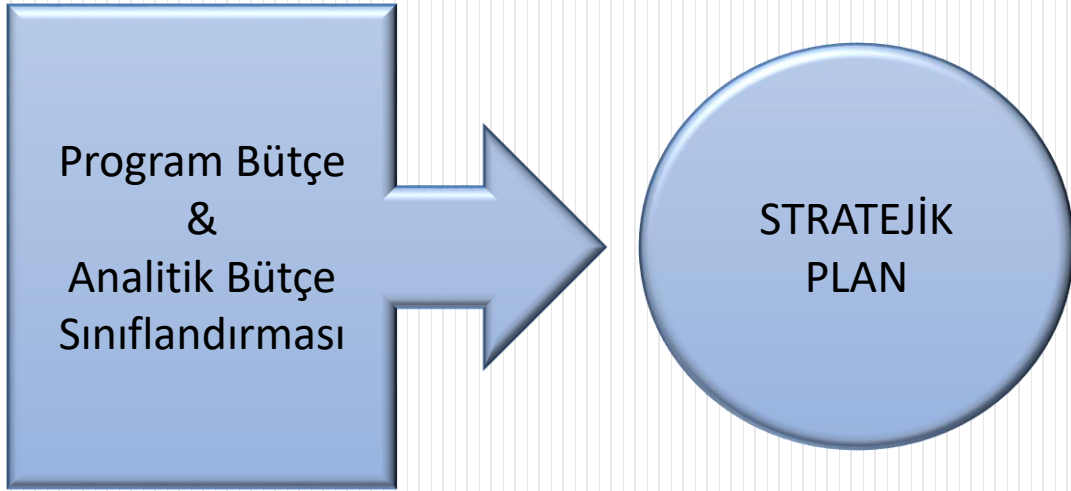 Program Bütçe
&
Analitik Bütçe
Sınıflandırması
STRATEJİK
PLAN